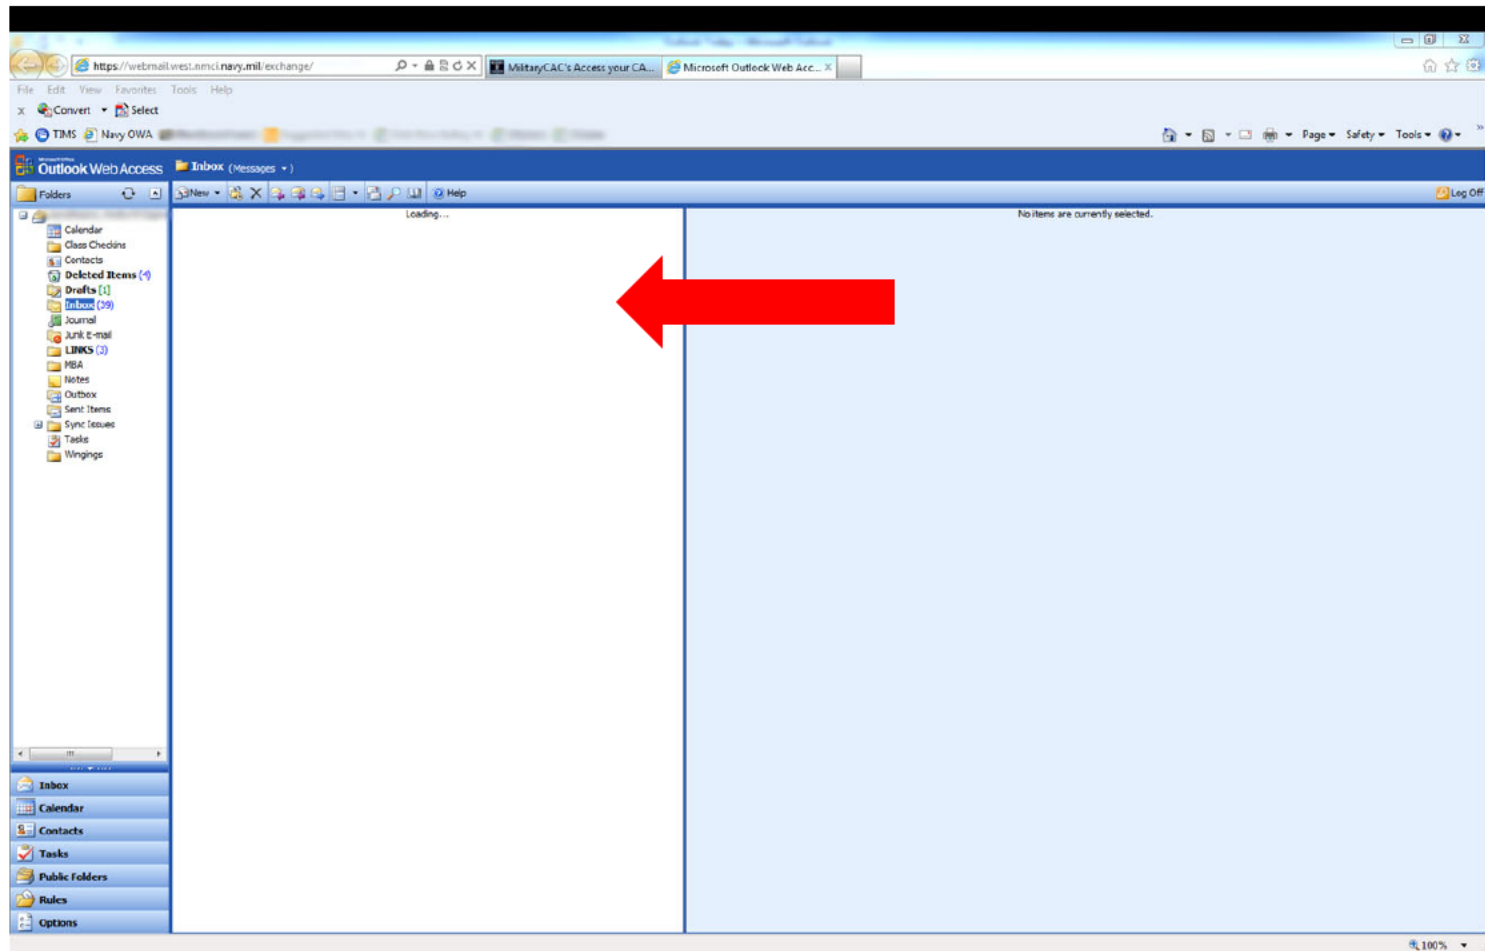 https://webmail.west.nmci.navy.mil/exchange/
MilitaryCAC's Access your CA...
Microsoft Outlook Web Acc...
File Edit View Favorites Tools Help
x Convert Select
TIMS Navy OWA
Page Safety Tools
Microsoft Office
Outlook Web Access
Inbox (Messages)
Folders
New
Help
Log Off
Loading...
No items are currently selected.
Calendar
Class Checkins
Contacts
Deleted Items (4)
Drafts [1]
Inbox (39)
Journal
Junk E-mail
LINKS (3)
MBA
Notes
Outbox
Sent Items
Sync Issues
Tasks
Wingings
Inbox
Calendar
Contacts
Tasks
Public Folders
Rules
Options
100%